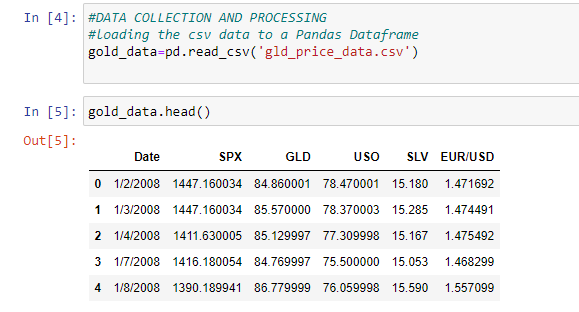 In [4]: #DATA COLLECTION AND PROCESSING
#loading the csv data to a Pandas Dataframe
gold_data=pd.read_csv('gld_price_data.csv')
In [5]: gold_data.head()
Out[5]:
Date SPX GLD USO SLV EUR/USD
0 1/2/2008 1447.160034 84.860001 78.470001 15.180 1.471692
1 1/3/2008 1447.160034 85.570000 78.370003 15.285 1.474491
2 1/4/2008 1411.630005 85.129997 77.309998 15.167 1.475492
3 1/7/2008 1416.180054 84.769997 75.500000 15.053 1.468299
4 1/8/2008 1390.189941 86.779999 76.059998 15.590 1.557099